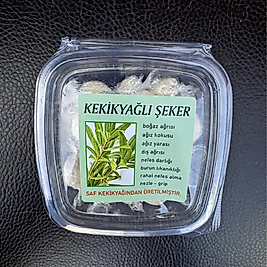 KEKİKYAĞLI ŞEKER
boğaz ağrısı
ağız kokusu
ağız yarası
diş ağrısı
nefes darlığı
burun tıkanıklığı
rahat nefes alma
nezle - grip
SAF KEKİKYAĞINDAN ÜRETİLMİŞTİR